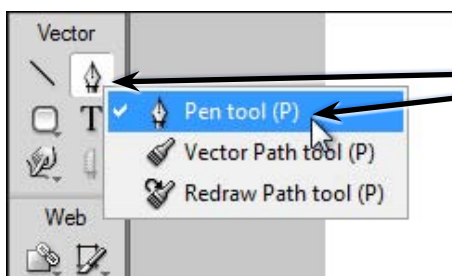 Vector
T
Pen tool (P)
Vector Path tool (P)
Redraw Path tool (P)
Web